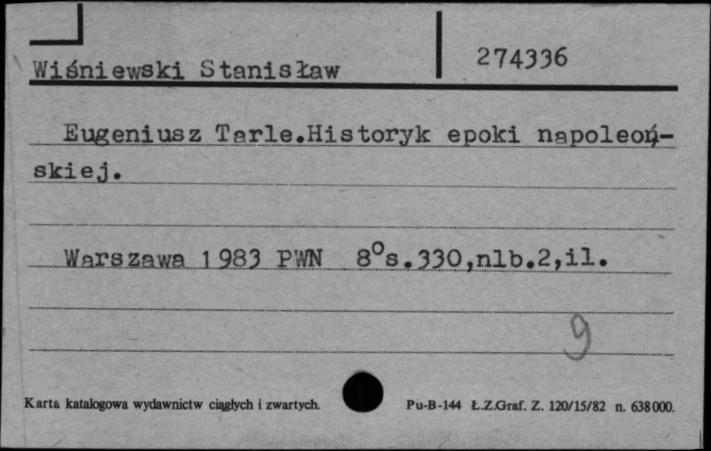 274336
Wiśniewski Stanisław
Eugeniusz Tarle.Historyk epoki napoleoń-
skiej.
Warszawa 1983 PWN 8°s.330,nlb.2,il.
9
Karta katalogowa wydawnictw ciągłych i zwartych. Pu-B-144 Ł.Z.Graf. Z. 120/15/82 n. 638000.